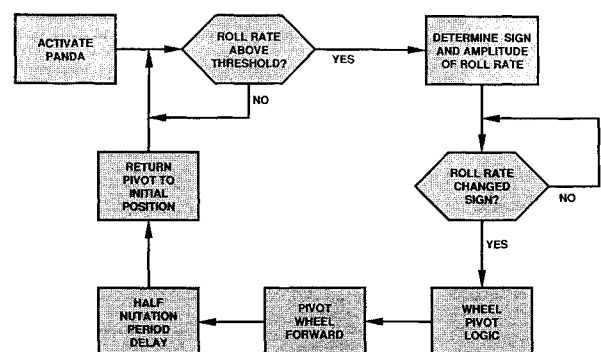 ACTIVATE
PANDA
ROLL RATE
ABOVE
THRESHOLD?
YES
NO
DETERMINE SIGN
AND AMPLITUDE
OF ROLL RATE
ROLL RATE
CHANGED
SIGN?
NO
YES
WHEEL
PIVOT
LOGIC
PIVOT
WHEEL
FORWARD
HALF
NUTATION
PERIOD
DELAY
RETURN
PIVOT TO
INITIAL
POSITION